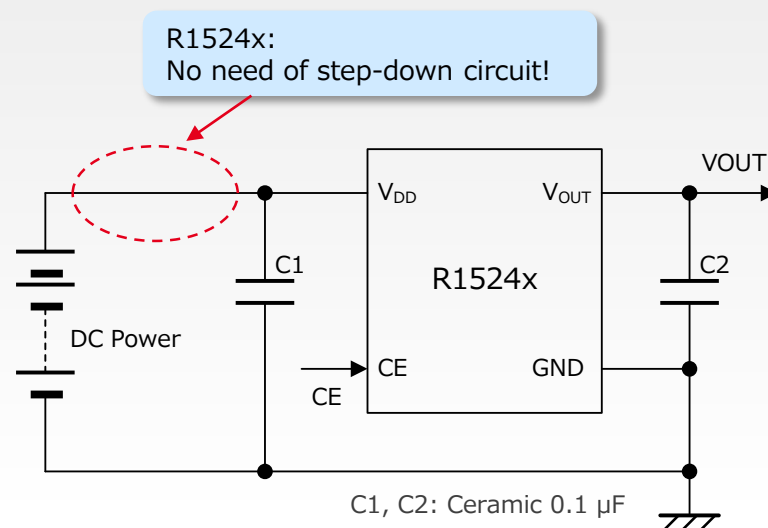 R1524x:
No need of step-down circuit!
VOUT
VDD
VOUT
C1
C2
R1524x
DC Power
CE
GND
CE
C1, C2: Ceramic 0.1 µF